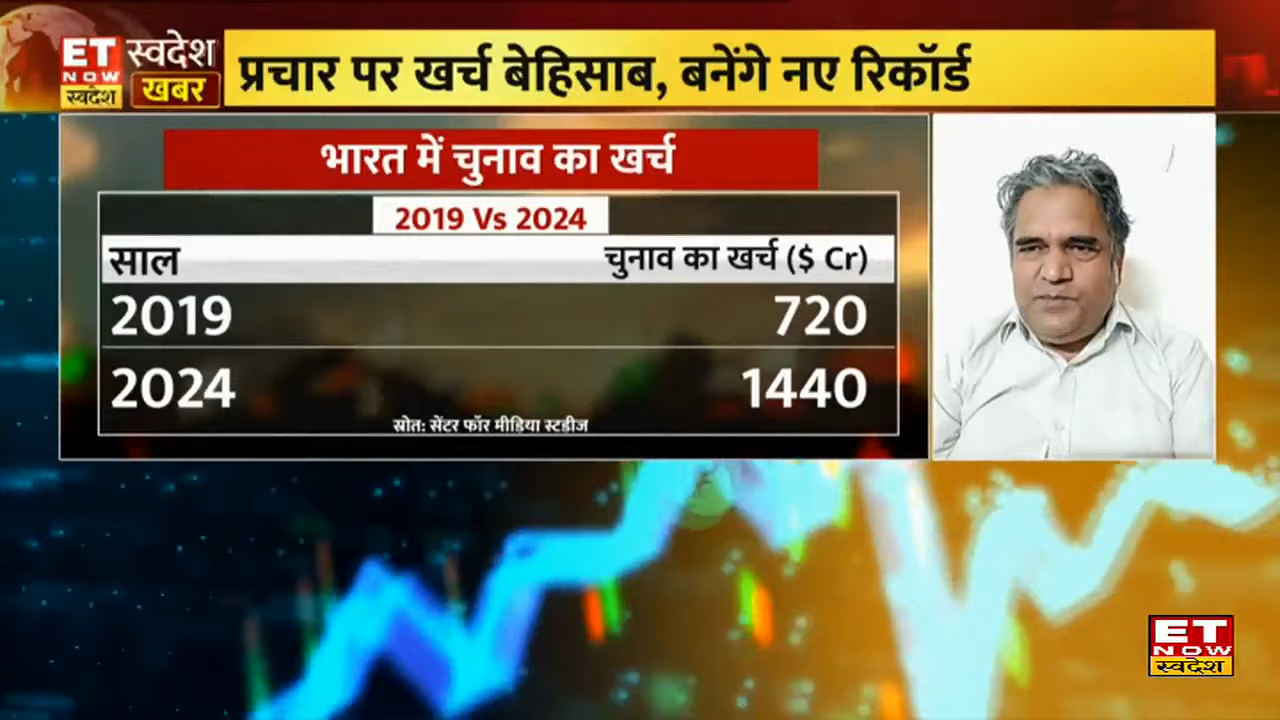 ET NOW स्वदेश
स्वदेश खबर
प्रचार पर खर्च बेहिसाब, बनेंगे नए रिकॉर्ड
भारत में चुनाव का खर्च
2019 Vs 2024
साल चुनाव का खर्च ($ Cr)
2019 720
2024 1440
स्रोत: सेंटर फॉर मीडिया स्टडीज
ET
NOW
स्वदेश